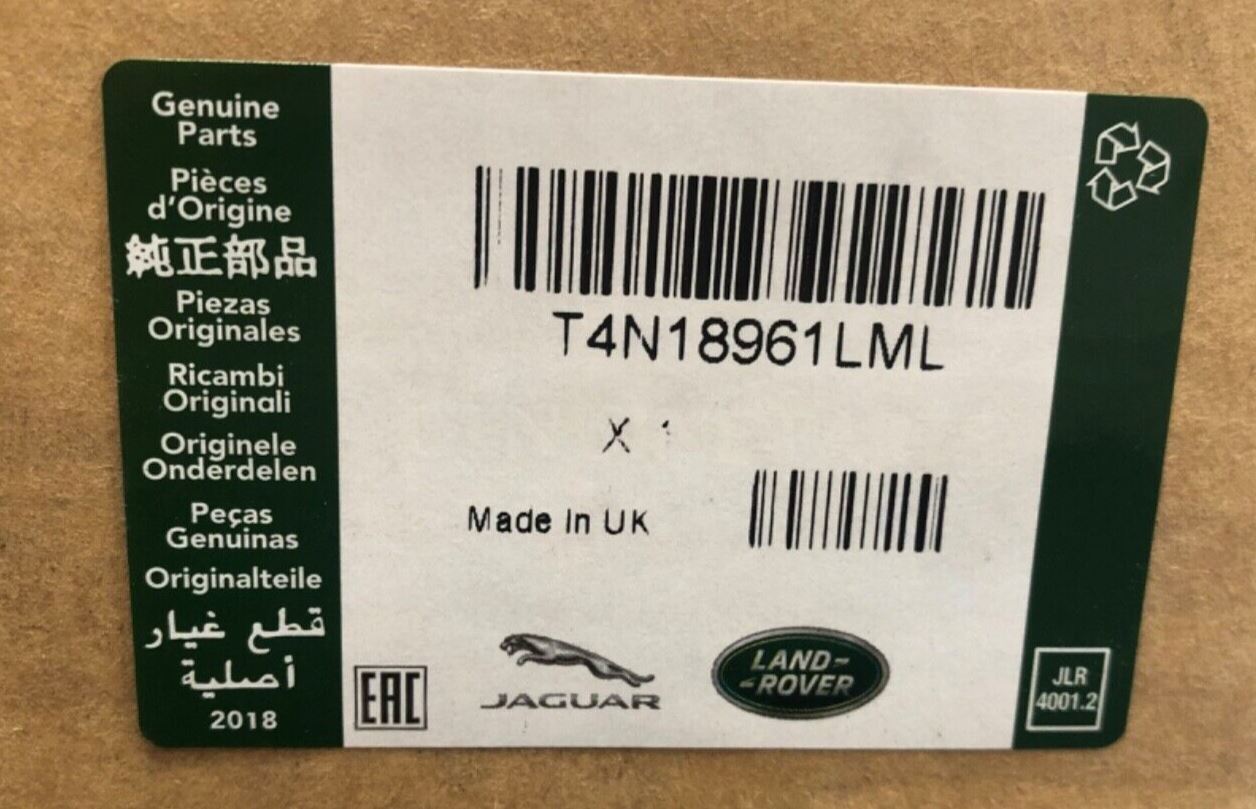 Genuine
Parts
Pièces
d'Origine
純正部品
Piezas
Originales
Ricambi
Originali
Originele
Onderdelen
Peças
Genuinas
Originalteile
قطع غيار
أصلية
2018
T4N18961LML
X 1
Made In UK
EAC
JAGUAR
LAND-
-ROVER
JLR
4001.2